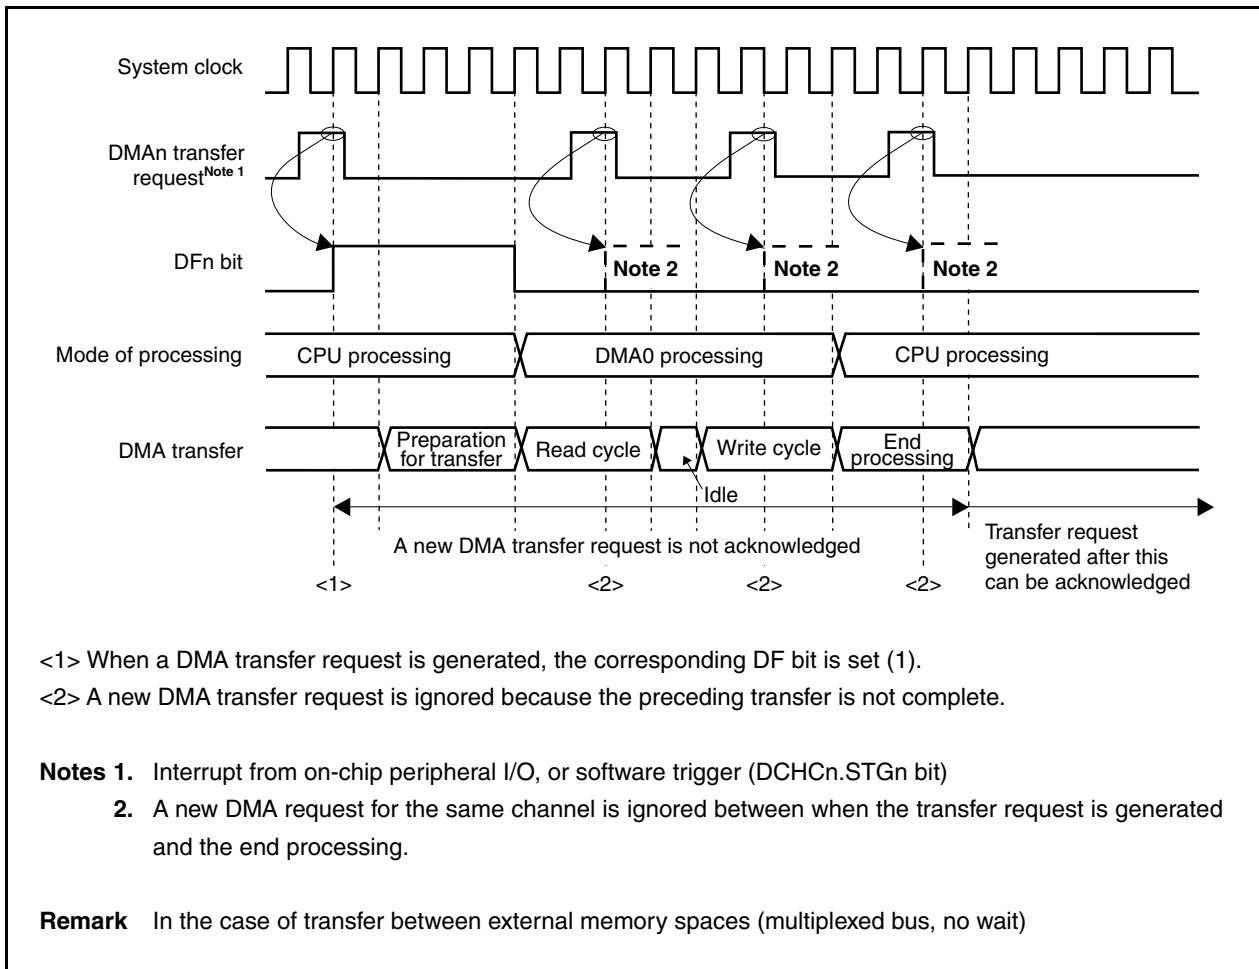 System clock
DMAn transfer
request Note 1
DFn bit
Note 2
Note 2
Note 2
Mode of processing
CPU processing
DMA0 processing
CPU processing
DMA transfer
Preparation
for transfer
Read cycle
Write cycle
End
processing
Idle
A new DMA transfer request is not acknowledged
Transfer request
generated after this
can be acknowledged
<1>
<2>
<2>
<2>
<1> When a DMA transfer request is generated, the corresponding DF bit is set (1).
<2> A new DMA transfer request is ignored because the preceding transfer is not complete.
Notes 1. Interrupt from on-chip peripheral I/O, or software trigger (DCHCn.STGn bit)
2. A new DMA request for the same channel is ignored between when the transfer request is generated
and the end processing.
Remark In the case of transfer between external memory spaces (multiplexed bus, no wait)